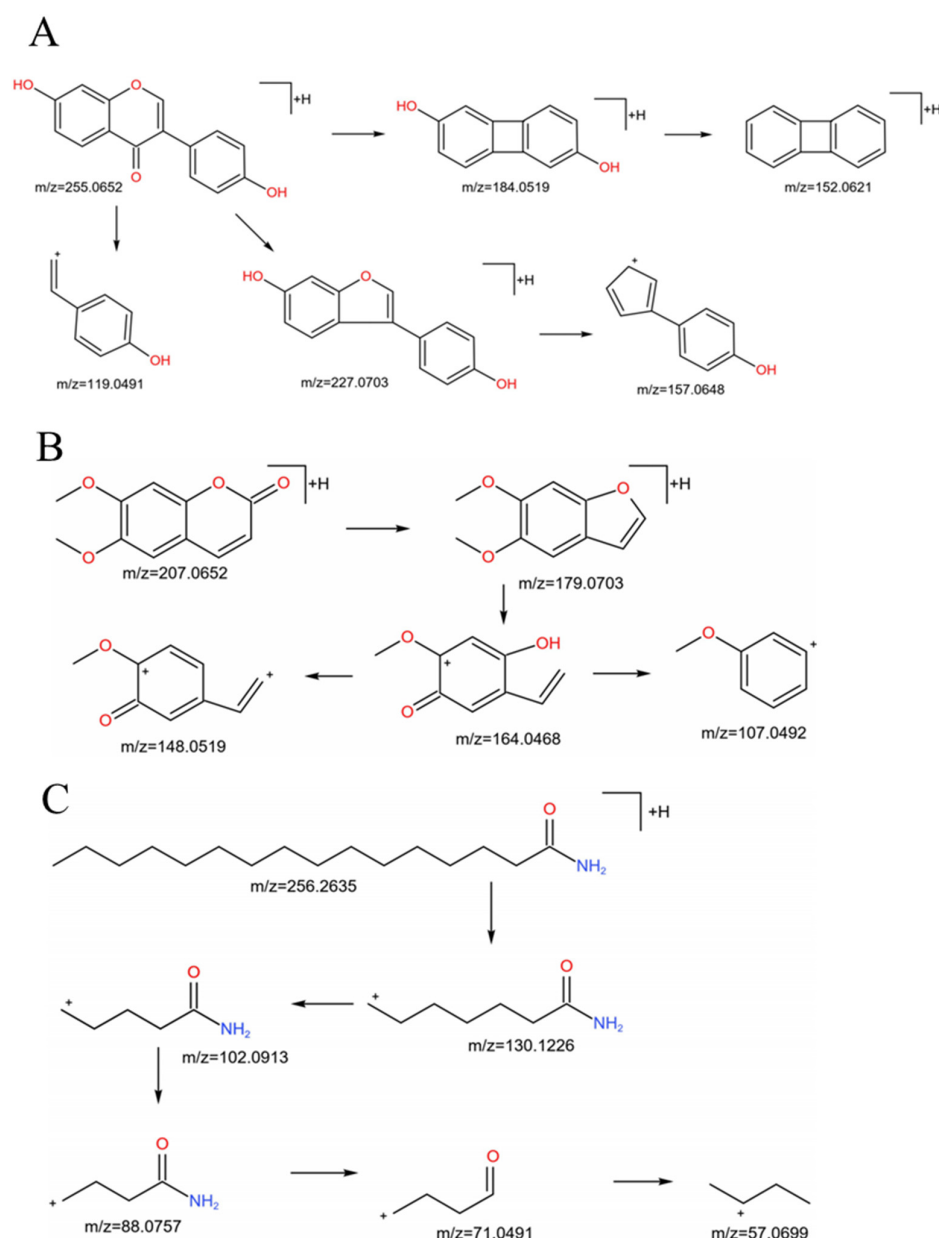 A
HO
O
+H
O
OH
m/z=255.0652
HO
OH
+H
m/z=184.0519
+H
m/z=152.0621
+
OH
m/z=119.0491
HO
O
+H
OH
m/z=227.0703
+
OH
m/z=157.0648
B
O
O
O
O
+H
m/z=207.0652
O
O
O
+H
m/z=179.0703
O
+
O
+
m/z=148.0519
O
OH
+
O
m/z=164.0468
O
+
m/z=107.0492
C
O
NH2
+H
m/z=256.2635
+
O
NH2
m/z=102.0913
+
O
NH2
m/z=130.1226
O
+
NH2
m/z=88.0757
O
+
m/z=71.0491
+
m/z=57.0699